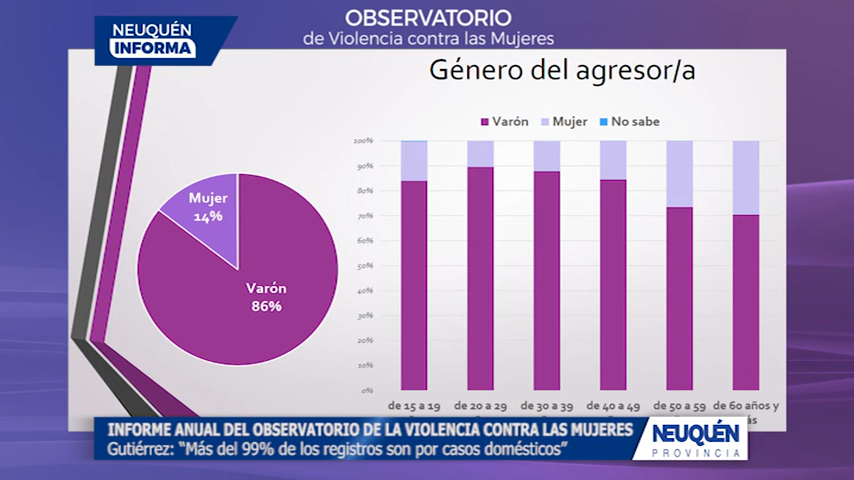 NEUQUÉN
INFORMA
OBSERVATORIO
de Violencia contra las Mujeres
Género del agresor/a
Varón Mujer No sabe
Mujer
14%
Varón
86%
100%
90%
80%
70%
60%
50%
40%
30%
20%
10%
0%
de 15 a 19 de 20 a 29 de 30 a 39 de 40 a 49 de 50 a 59 de 60 años y
INFORME ANUAL DEL OBSERVATORIO DE LA VIOLENCIA CONTRA LAS MUJERES
Gutiérrez: “Más del 99% de los registros son por casos domésticos”
NEUQUÉN
PROVINCIA